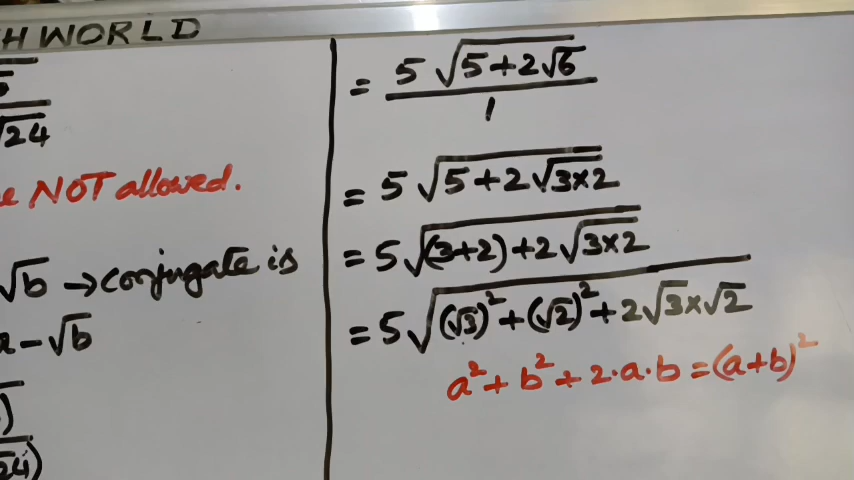 H WORLD
√24
NOT allowed.
√b → conjugate is
a - √b
24)
= 5√(5+2√6) / 1
= 5√(5+2√(3×2))
= 5√((3+2)+2√(3×2))
= 5√((√3)²+(√2)²+2√3×√2)
a²+b²+2·a·b=(a+b)²